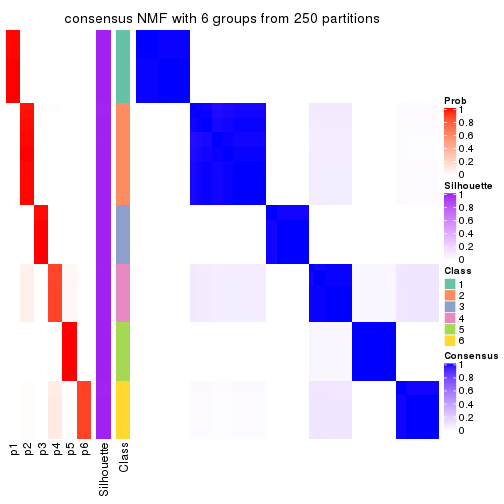 consensus NMF with 6 groups from 250 partitions
Prob
1
0.8
0.6
0.4
0.2
0
Silhouette
1
0.8
0.6
0.4
0.2
0
Class
1
2
3
4
5
6
Consensus
1
0.8
0.6
0.4
0.2
0
p1
p2
p3
p4
p5
p6
Silhouette
Class